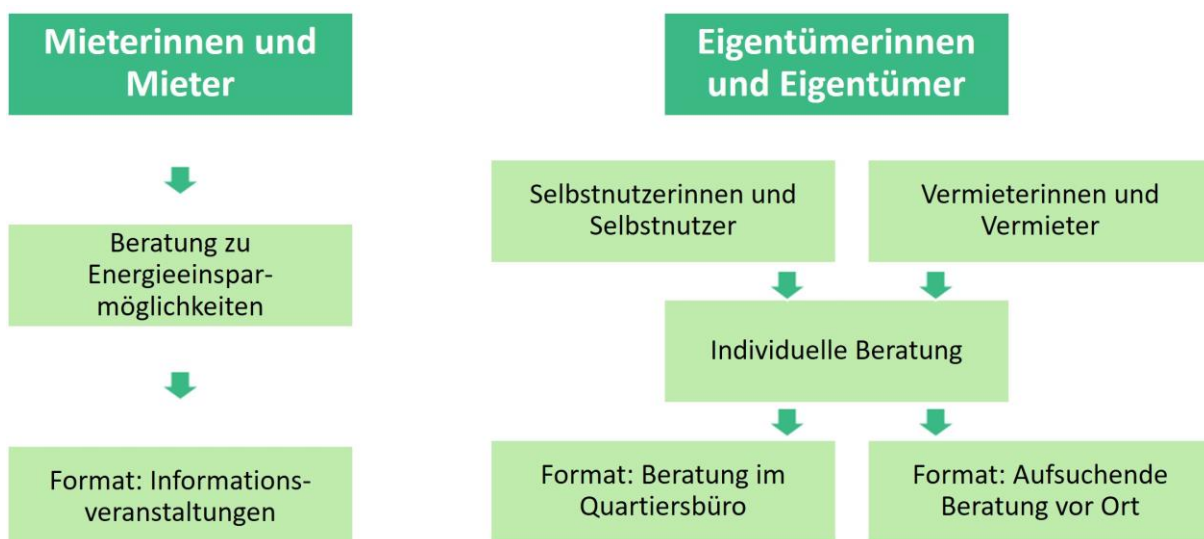 Mieterinnen und
Mieter
Beratung zu
Energieeinspar-
möglichkeiten
Format: Informations-
veranstaltungen
Eigentümerinnen
und Eigentümer
Selbstnutzerinnen und
Selbstnutzer
Vermieterinnen und
Vermieter
Individuelle Beratung
Format: Beratung im
Quartiersbüro
Format: Aufsuchende
Beratung vor Ort